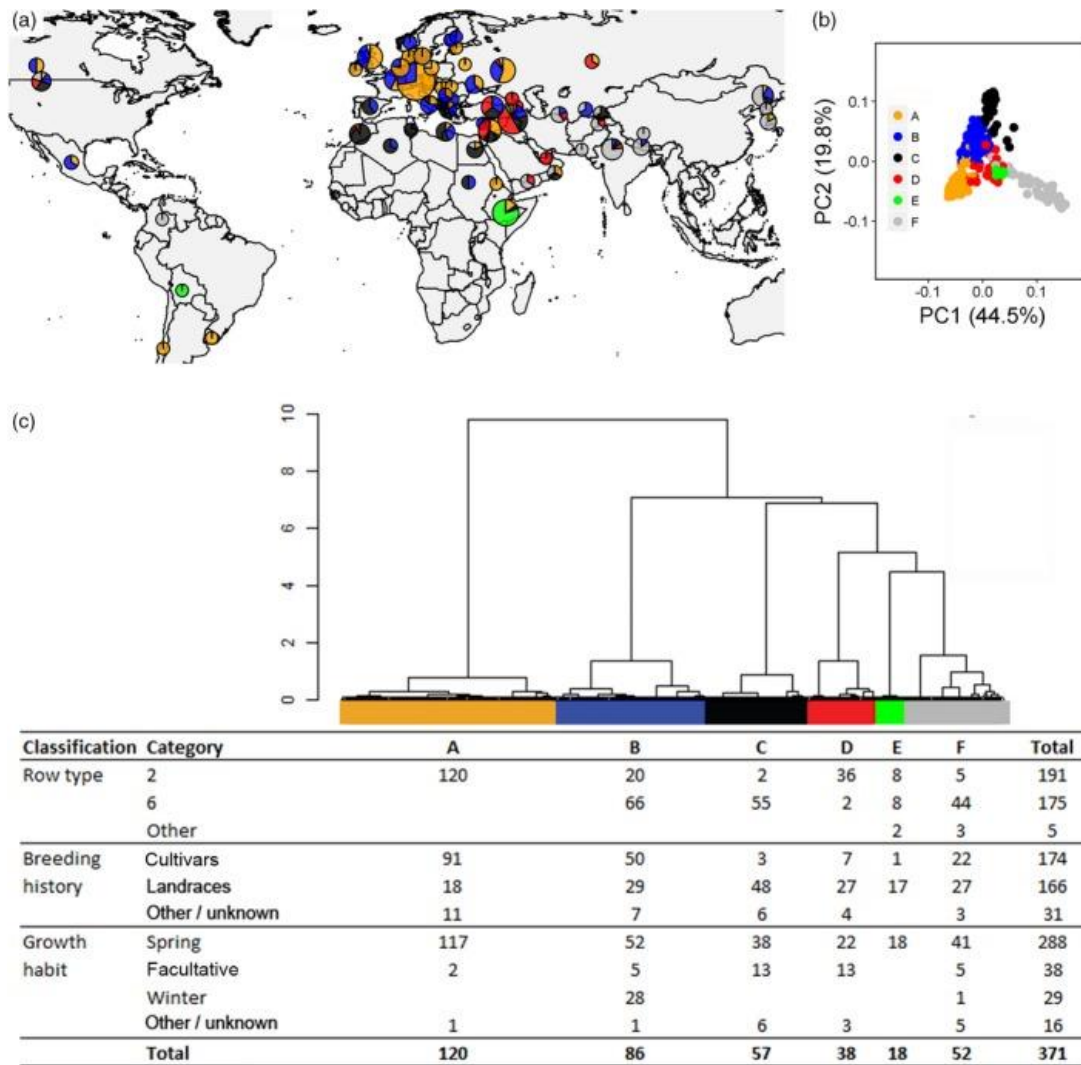 (a)
(b)
0.1
0.0
-0.1
PC2 (19.8%)
A
B
C
D
E
F
-0.1 0.0 0.1
PC1 (44.5%)
(c)
10
8
6
4
2
0
Classification Category A B C D E F Total
Row type 2 120 20 2 36 8 5 191
6 66 55 2 8 44 175
Other 2 3 5
Breeding Cultivars 91 50 3 7 1 22 174
history Landraces 18 29 48 27 17 27 166
Other / unknown 11 7 6 4 3 31
Growth Spring 117 52 38 22 18 41 288
habit Facultative 2 5 13 13 5 38
Winter 28 1 29
Other / unknown 1 1 6 3 5 16
Total 120 86 57 38 18 52 371